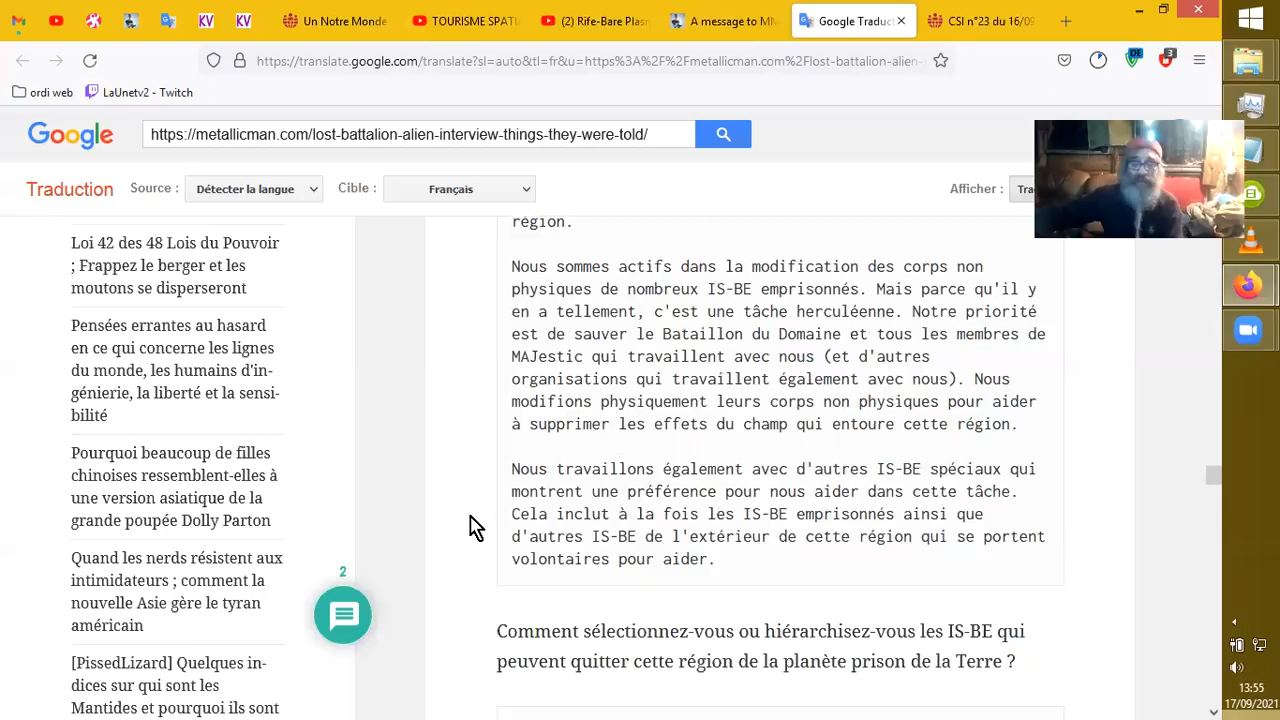 Un Notre Monde
TOURISME SPATI
(2) Rife-Bare Plasm
A message to MN
Google Traduct
CSI n°23 du 16/09
https://translate.google.com/translate?sl=auto&tl=fr&u=https%3A%2F%2Fmetallicman.com%2Flost-battalion-alien-
DE
3
ordi web
LaUnetv2 - Twitch
Google
https://metallicman.com/lost-battalion-alien-interview-things-they-were-told/
Traduction
Source :
Détecter la langue
Cible :
Français
Afficher :
Tra
Loi 42 des 48 Lois du Pouvoir
; Frappez le berger et les
moutons se disperseront
Pensées errantes au hasard
en ce qui concerne les lignes
du monde, les humains d'in-
génierie, la liberté et la sensi-
bilité
Pourquoi beaucoup de filles
chinoises ressemblent-elles à
une version asiatique de la
grande poupée Dolly Parton
Quand les nerds résistent aux
intimidateurs ; comment la
nouvelle Asie gère le tyran
américain
[PissedLizard] Quelques in-
dices sur qui sont les
Mantides et pourquoi ils sont
2
région.
Nous sommes actifs dans la modification des corps non
physiques de nombreux IS-BE emprisonnés. Mais parce qu'il y
en a tellement, c'est une tâche herculéenne. Notre priorité
est de sauver le Bataillon du Domaine et tous les membres de
MAJestic qui travaillent avec nous (et d'autres
organisations qui travaillent également avec nous). Nous
modifions physiquement leurs corps non physiques pour aider
à supprimer les effets du champ qui entoure cette région.
Nous travaillons également avec d'autres IS-BE spéciaux qui
montrent une préférence pour nous aider dans cette tâche.
Cela inclut à la fois les IS-BE emprisonnés ainsi que
d'autres IS-BE de l'extérieur de cette région qui se portent
volontaires pour aider.
Comment sélectionnez-vous ou hiérarchisez-vous les IS-BE qui
peuvent quitter cette région de la planète prison de la Terre ?
13:55
17/09/2021